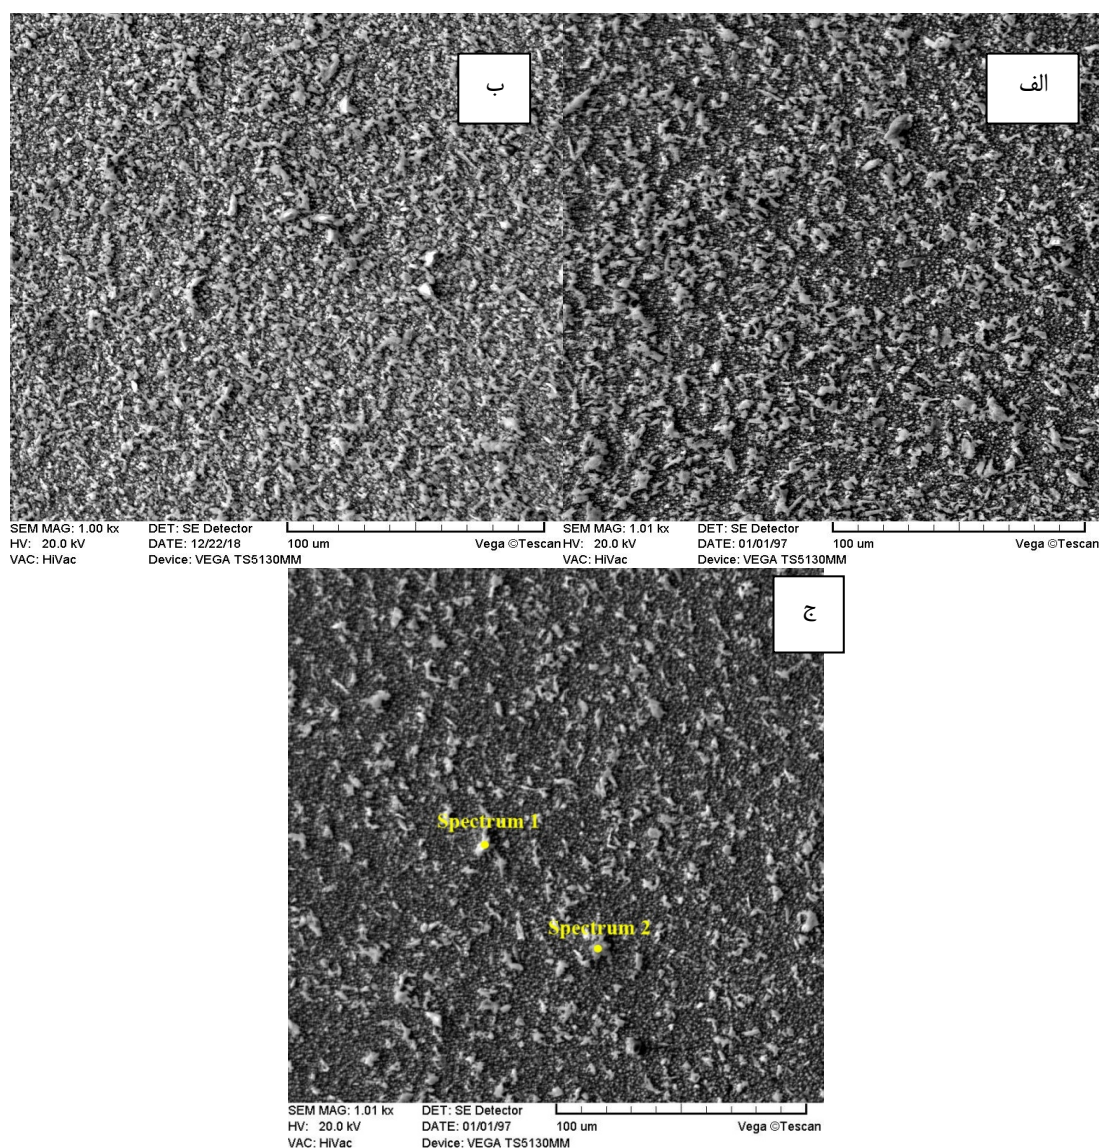 ب
الف
SEM MAG: 1.00 kx DET: SE Detector
HV: 20.0 kV DATE: 12/22/18 100 um Vega ©Tescan
VAC: HiVac Device: VEGA TS5130MM
SEM MAG: 1.01 kx DET: SE Detector
HV: 20.0 kV DATE: 01/01/97 100 um Vega ©Tescan
VAC: HiVac Device: VEGA TS5130MM
ج
Spectrum 1
Spectrum 2
SEM MAG: 1.01 kx DET: SE Detector
HV: 20.0 kV DATE: 01/01/97 100 um Vega ©Tescan
VAC: HiVac Device: VEGA TS5130MM